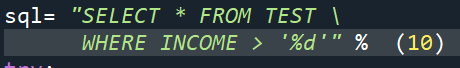 sql= "SELECT * FROM TEST \
WHERE INCOME > '%d'" % (10)